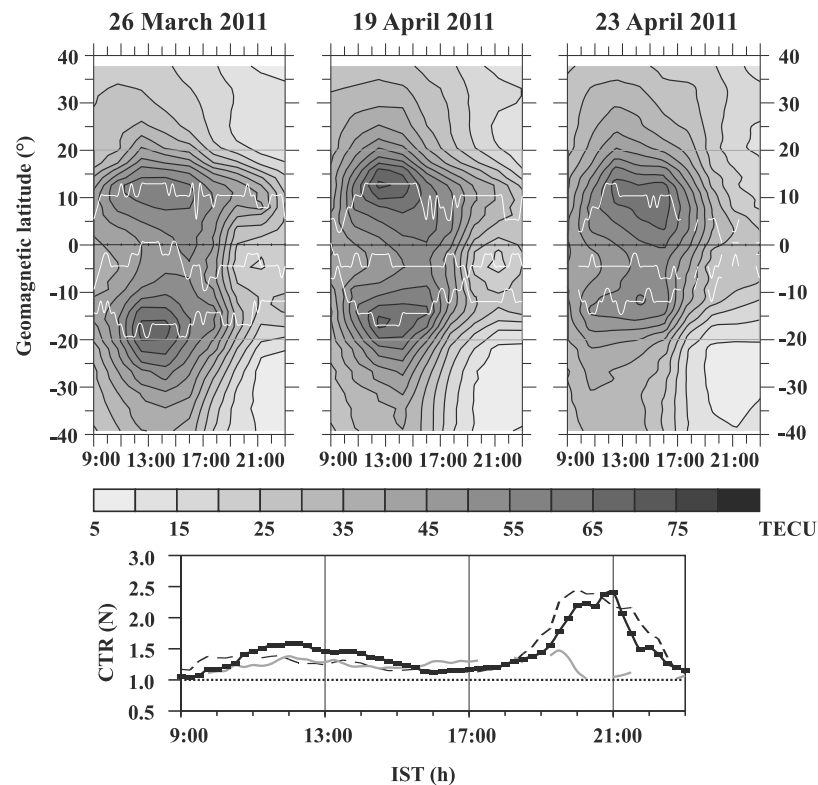 26 March 2011 19 April 2011 23 April 2011
40 40
30 30
20 20
10 10
0 0
-10 -10
-20 -20
-30 -30
-40 -40
Geomagnetic latitude (°)
9:00 13:00 17:00 21:00 9:00 13:00 17:00 21:00 9:00 13:00 17:00 21:00
5 15 25 35 45 55 65 75 TECU
3.0
2.5
2.0
1.5
1.0
0.5
CTR (N)
9:00 13:00 17:00 21:00
IST (h)